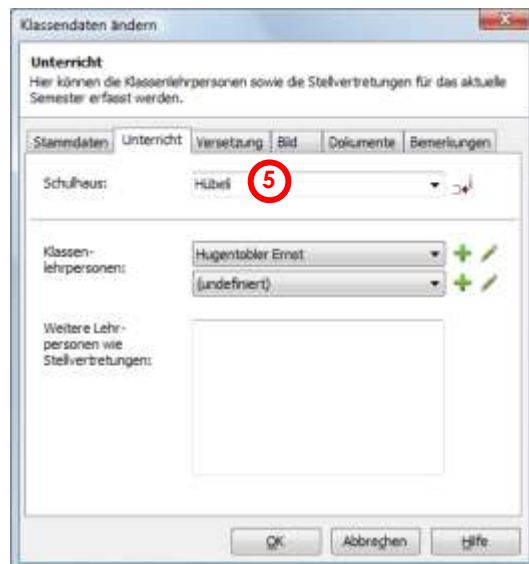 Klassendaten ändern
Unterricht
Hier können die Klassenlehrpersonen sowie die Stellvertretungen für das aktuelle
Semester erfasst werden.
Stammdaten Unterricht Versetzung Bild Dokumente Bemerkungen
Schulhaus: Hübeli 5
Klassen-
lehrpersonen:
Hugentobler Ernst
(undefiniert)
Weitere Lehr-
personen wie
Stellvertretungen:
OK Abbrechen Hilfe